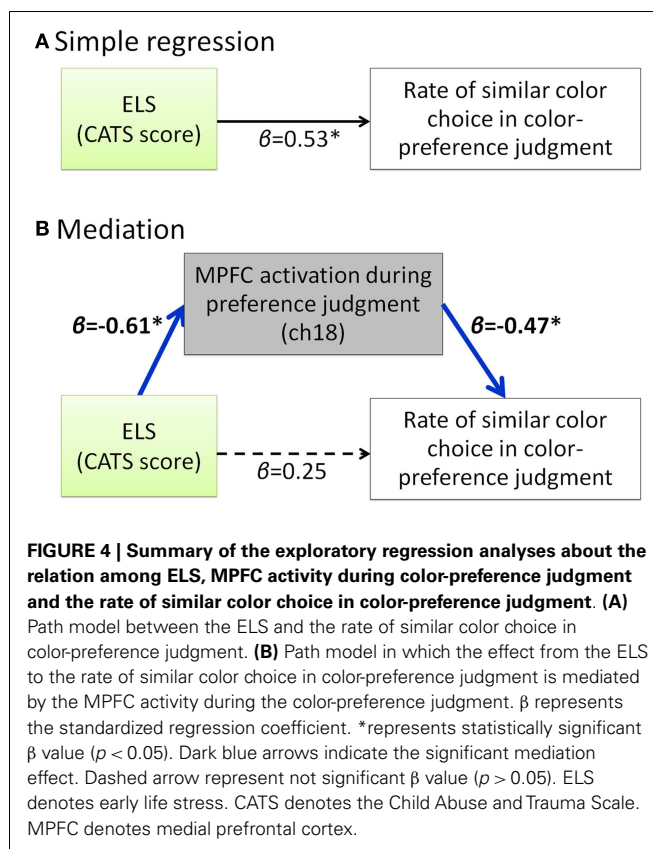 A Simple regression
ELS
(CATS score)
β=0.53*
Rate of similar color
choice in color-
preference judgment
B Mediation
MPFC activation during
preference judgment
(ch18)
β=-0.61*
β=-0.47*
ELS
(CATS score)
β=0.25
Rate of similar color
choice in color-
preference judgment
FIGURE 4 | Summary of the exploratory regression analyses about the
relation among ELS, MPFC activity during color-preference judgment
and the rate of similar color choice in color-preference judgment. (A)
Path model between the ELS and the rate of similar color choice in
color-preference judgment. (B) Path model in which the effect from the ELS
to the rate of similar color choice in color-preference judgment is mediated
by the MPFC activity during the color-preference judgment. β represents
the standardized regression coefficient. *represents statistically significant
β value (p < 0.05). Dark blue arrows indicate the significant mediation
effect. Dashed arrow represent not significant β value (p > 0.05). ELS
denotes early life stress. CATS denotes the Child Abuse and Trauma Scale.
MPFC denotes medial prefrontal cortex.